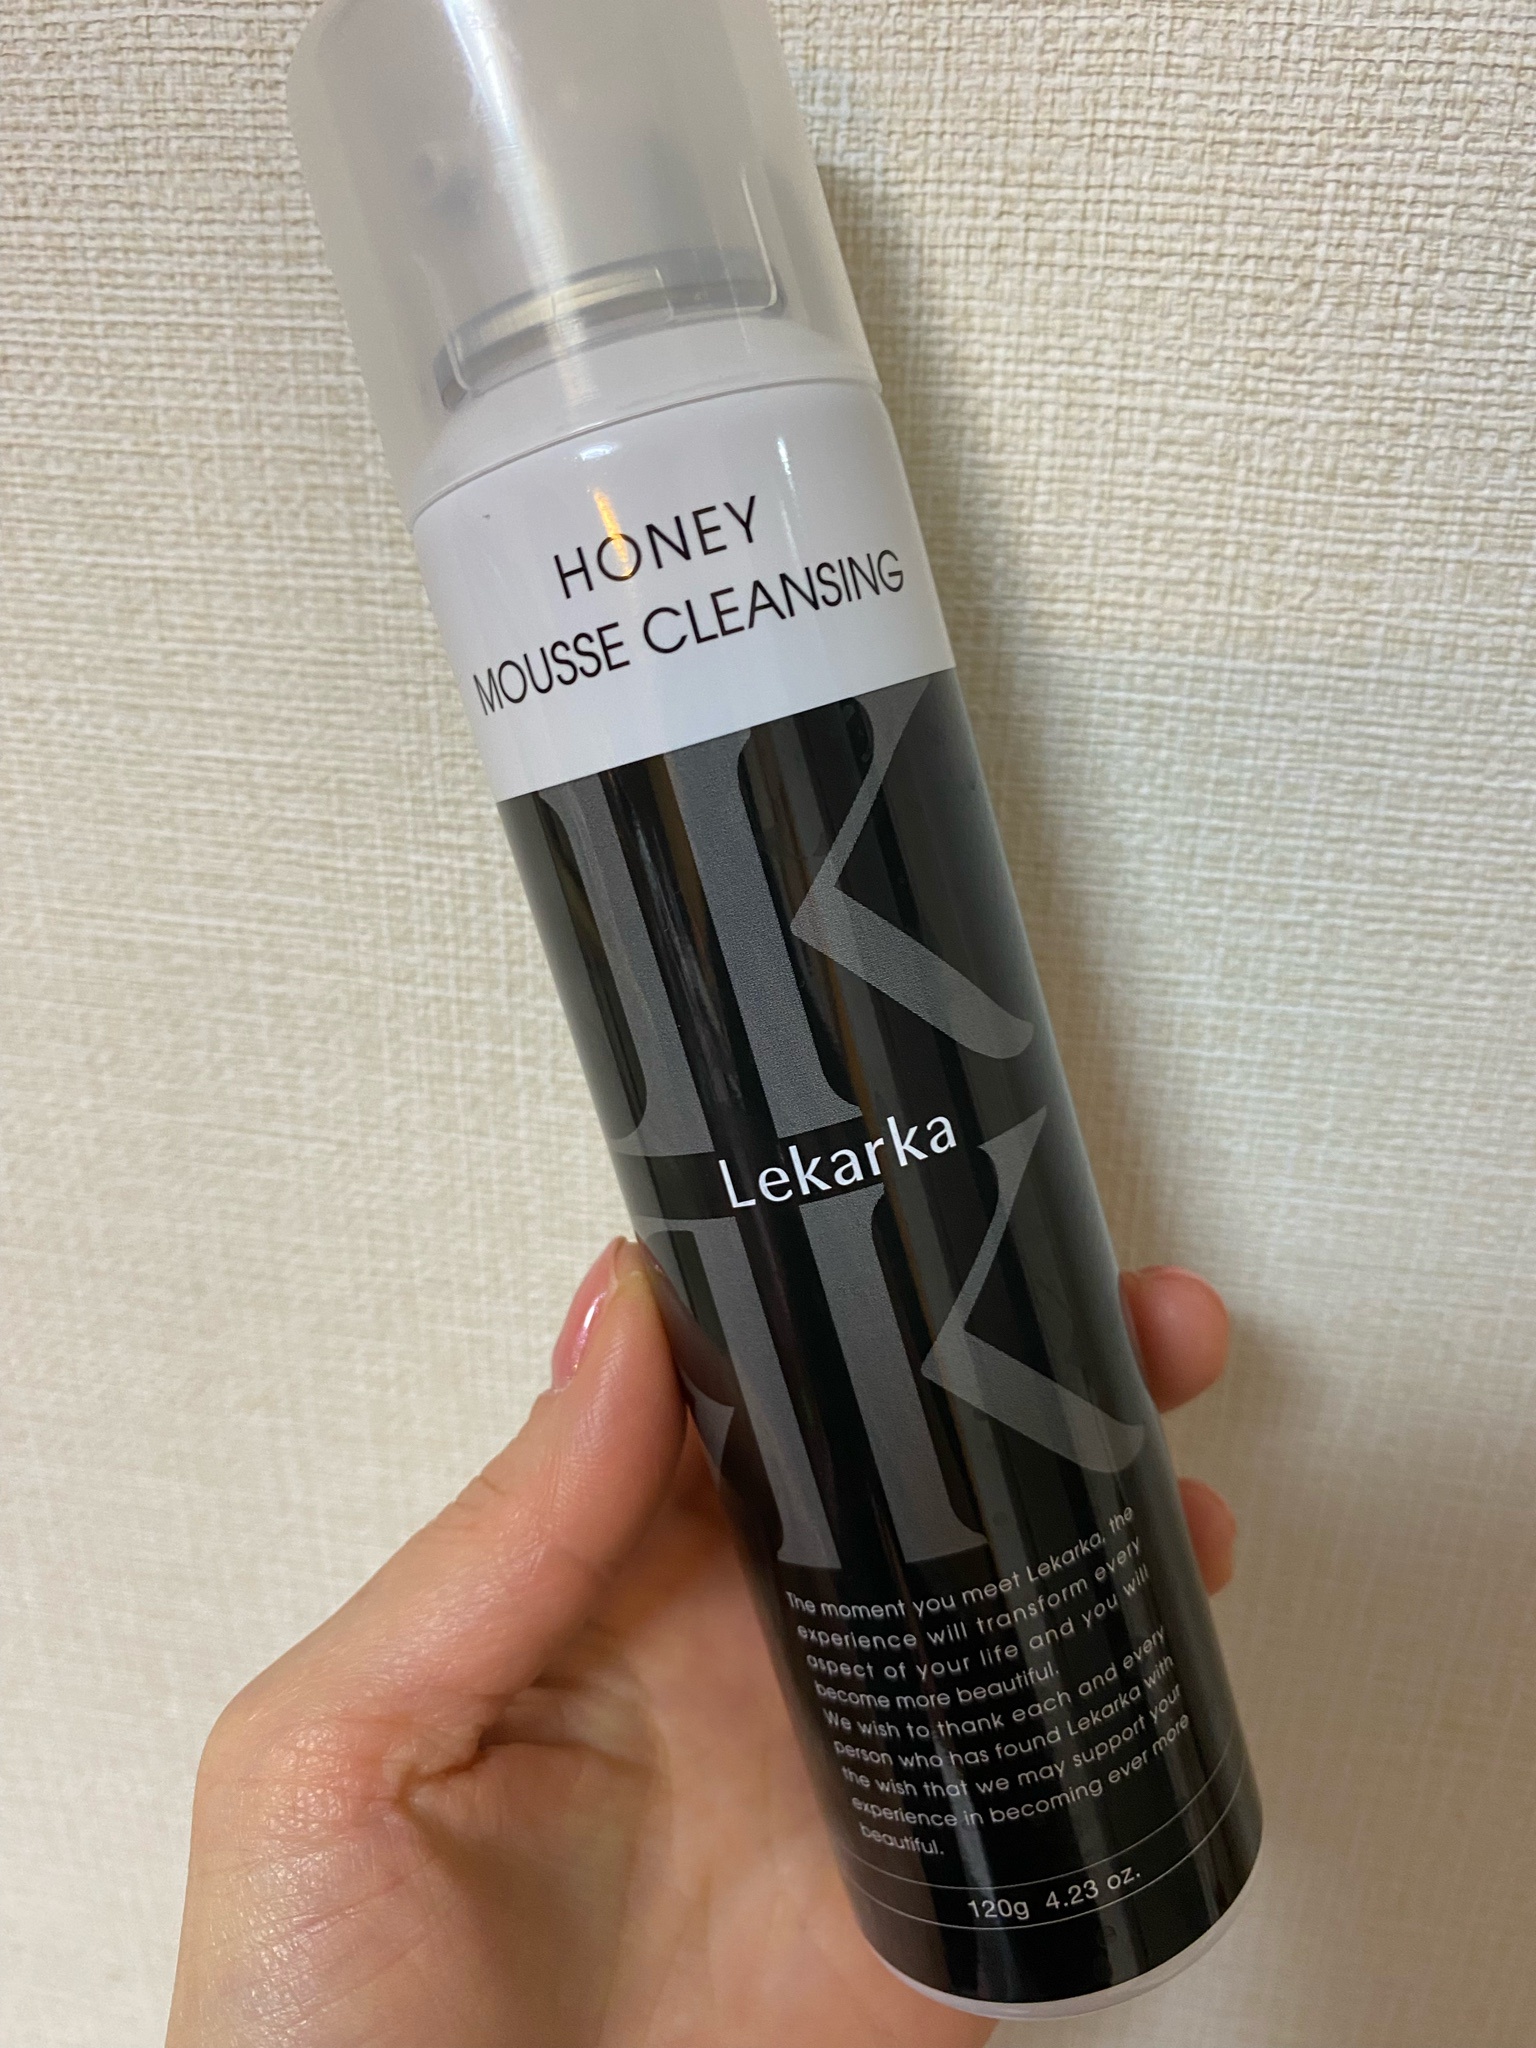 HONEY
MOUSSE CLEANSING
Lekarka
The moment you meet Lekarka, the
experience will transform every
aspect of your life and you will
become more beautiful.
We wish to thank each and every
person who has found Lekarka with
the wish that we may support your
experience in becoming ever more
beautiful.
120g 4.23 oz.